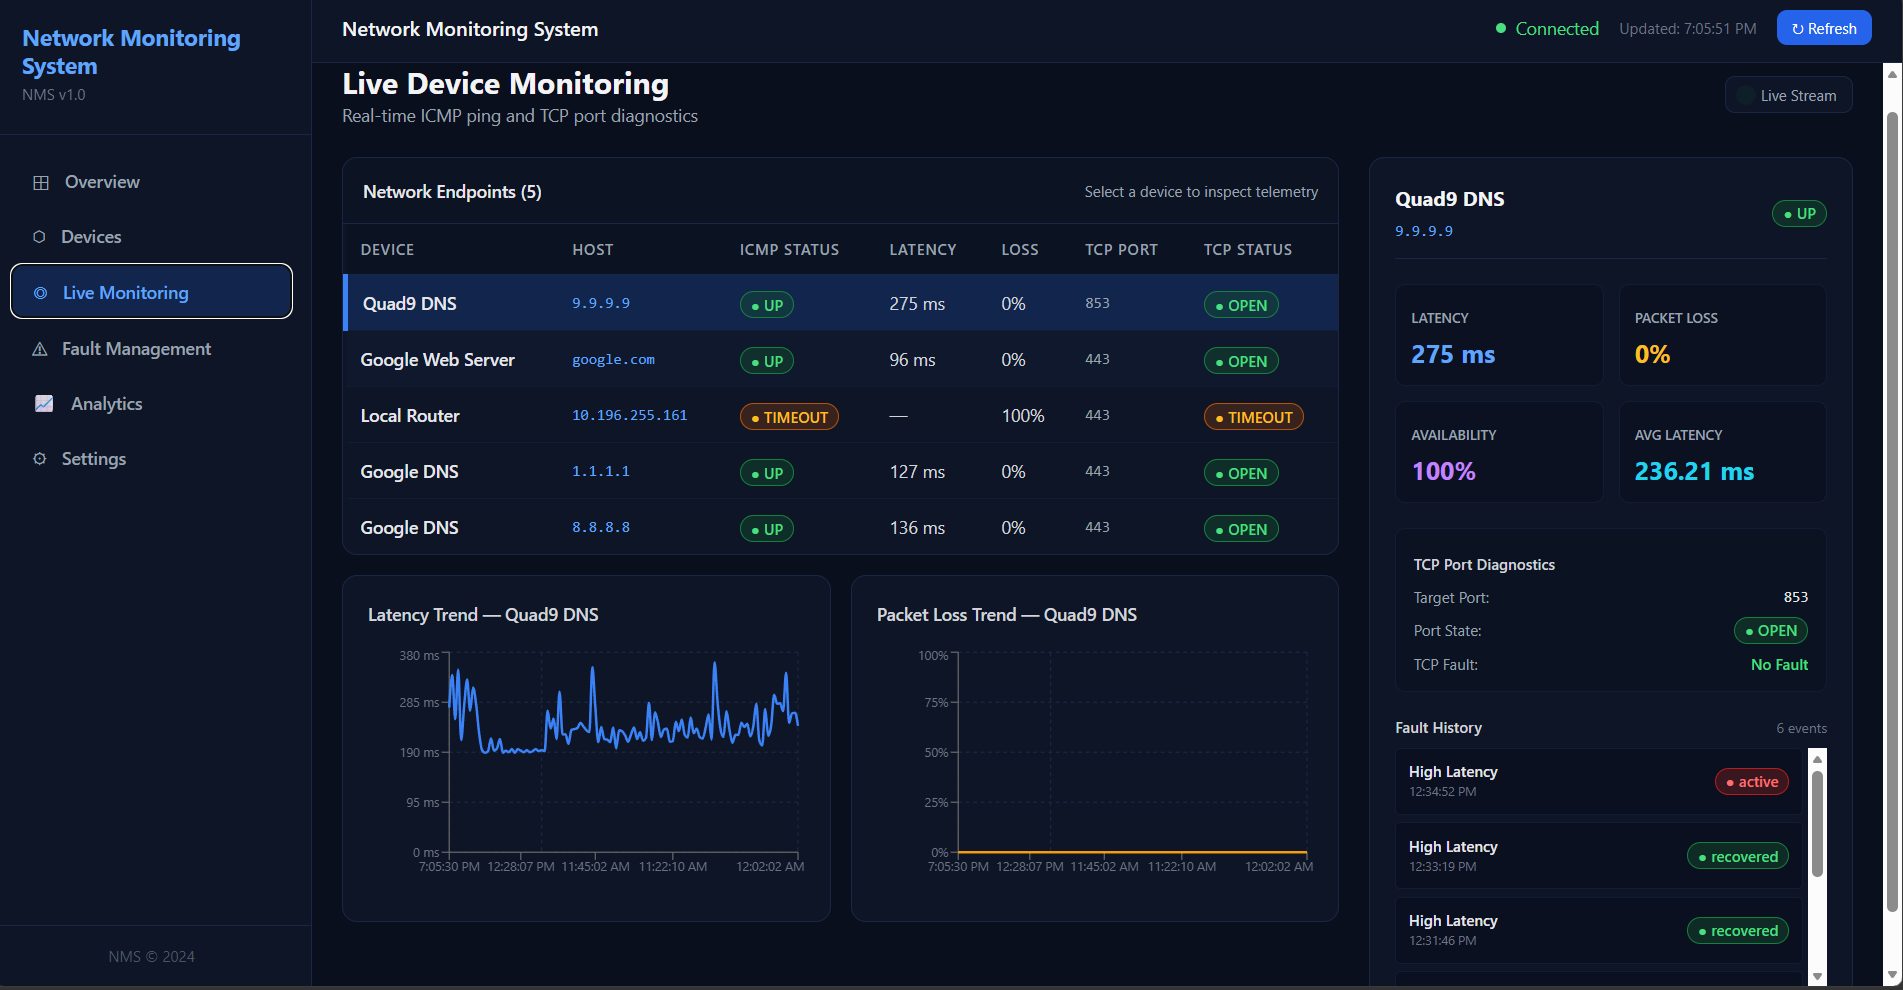 Network Monitoring
System
NMS v1.0
Overview
Devices
Live Monitoring
Fault Management
Analytics
Settings
NMS © 2024
Network Monitoring System
Connected
Updated: 7:05:51 PM
↻ Refresh
Live Device Monitoring
Real-time ICMP ping and TCP port diagnostics
Live Stream
Network Endpoints (5)
Select a device to inspect telemetry
DEVICE HOST ICMP STATUS LATENCY LOSS TCP PORT TCP STATUS
Quad9 DNS 9.9.9.9 UP 275 ms 0% 853 OPEN
Google Web Server google.com UP 96 ms 0% 443 OPEN
Local Router 10.196.255.161 TIMEOUT — 100% 443 TIMEOUT
Google DNS 1.1.1.1 UP 127 ms 0% 443 OPEN
Google DNS 8.8.8.8 UP 136 ms 0% 443 OPEN
Latency Trend — Quad9 DNS
380 ms
285 ms
190 ms
95 ms
0 ms
7:05:30 PM 12:28:07 PM 11:45:02 AM 11:22:10 AM 12:02:02 AM
Packet Loss Trend — Quad9 DNS
100%
75%
50%
25%
0%
7:05:30 PM 12:28:07 PM 11:45:02 AM 11:22:10 AM 12:02:02 AM
Quad9 DNS
9.9.9.9
UP
LATENCY
275 ms
PACKET LOSS
0%
AVAILABILITY
100%
AVG LATENCY
236.21 ms
TCP Port Diagnostics
Target Port: 853
Port State: OPEN
TCP Fault: No Fault
Fault History 6 events
High Latency
12:34:52 PM
active
High Latency
12:33:19 PM
recovered
High Latency
12:31:46 PM
recovered